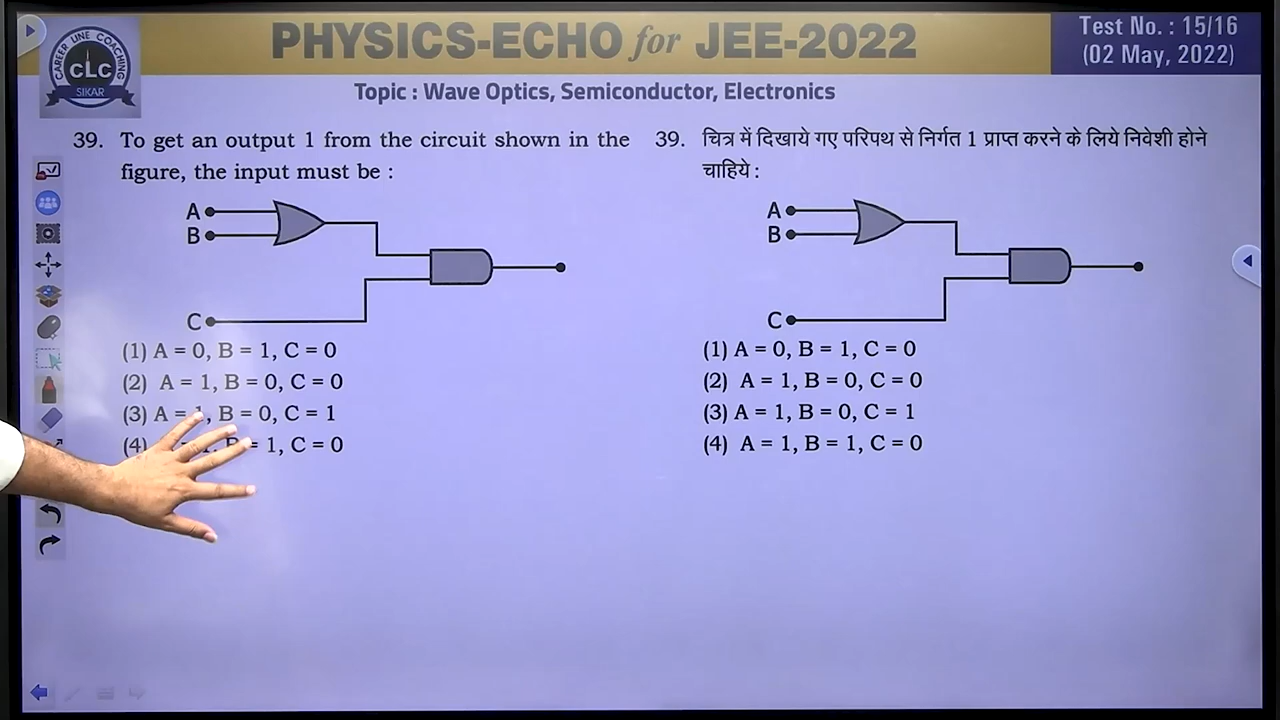 PHYSICS-ECHO for JEE-2022
Test No. : 15/16
(02 May, 2022)
CAREER LINE COACHING
CLC
SIKAR
Topic : Wave Optics, Semiconductor, Electronics
39. To get an output 1 from the circuit shown in the
figure, the input must be :
A
B
C
(1) A = 0, B = 1, C = 0
(2) A = 1, B = 0, C = 0
(3) A = 1, B = 0, C = 1
(4) B = 1, C = 0
39. चित्र में दिखाये गए परिपथ से निर्गत 1 प्राप्त करने के लिये निवेशी होने
चाहिये :
A
B
C
(1) A = 0, B = 1, C = 0
(2) A = 1, B = 0, C = 0
(3) A = 1, B = 0, C = 1
(4) A = 1, B = 1, C = 0